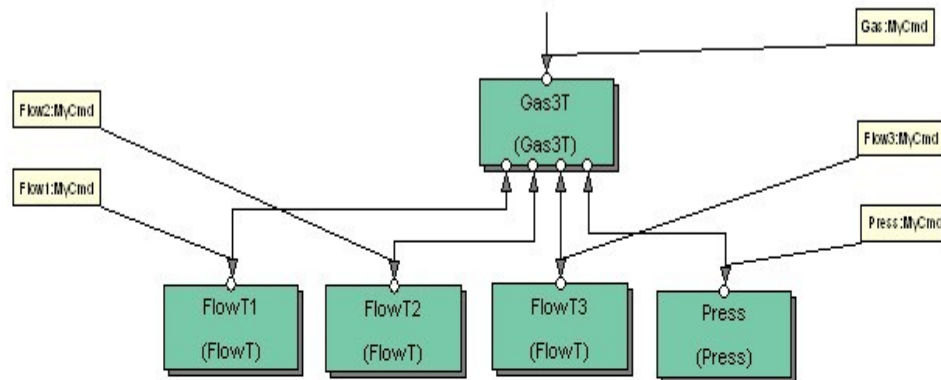 Gas:MyCmd
Gas3T
(Gas3T)
Flow2:MyCmd
Flow3:MyCmd
Flow1:MyCmd
Press:MyCmd
FlowT1
(FlowT)
FlowT2
(FlowT)
FlowT3
(FlowT)
Press
(Press)